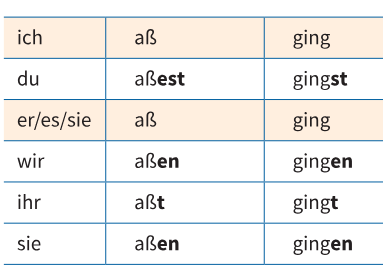 ich aß ging
du aßest gingst
er/es/sie aß ging
wir aßen gingen
ihr aßt gingt
sie aßen gingen